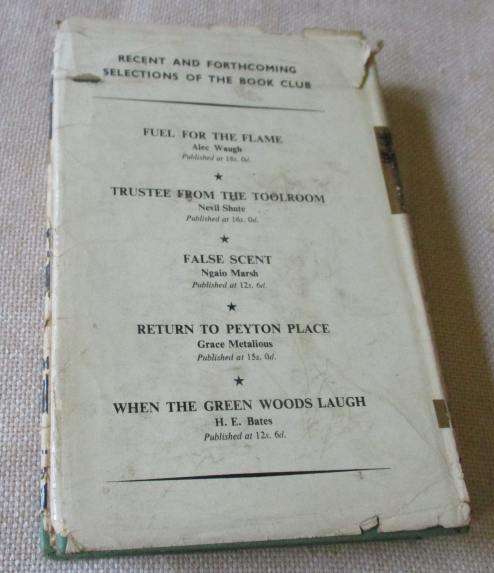 RECENT AND FORTHCOMING
SELECTIONS OF THE BOOK CLUB
FUEL FOR THE FLAME
Alec Waugh
Published at 18s. 0d.
★
TRUSTEE FROM THE TOOLROOM
Nevil Shute
Published at 16s. 0d.
★
FALSE SCENT
Ngaio Marsh
Published at 12s. 6d.
★
RETURN TO PEYTON PLACE
Grace Metalious
Published at 15s. 0d.
★
WHEN THE GREEN WOODS LAUGH
H. E. Bates
Published at 12s. 6d.